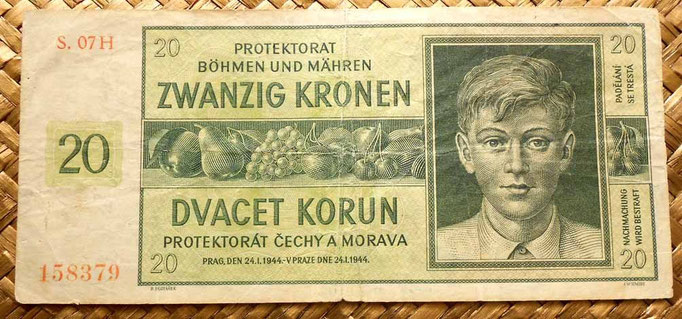 S. 07H
20
PROTEKTORAT
BÖHMEN UND MÄHREN
ZWANZIG KRONEN
20
DVACET KORUN
PROTEKTORÁT ČECHY A MORAVA
PRAG, DEN 24.I.1944.-V PRAZE DNE 24.I.1944.
20
158379
20
PADĚLÁNÍ
SE TRESTÁ
NACHMACHUNG
WIRD BESTRAFT
20